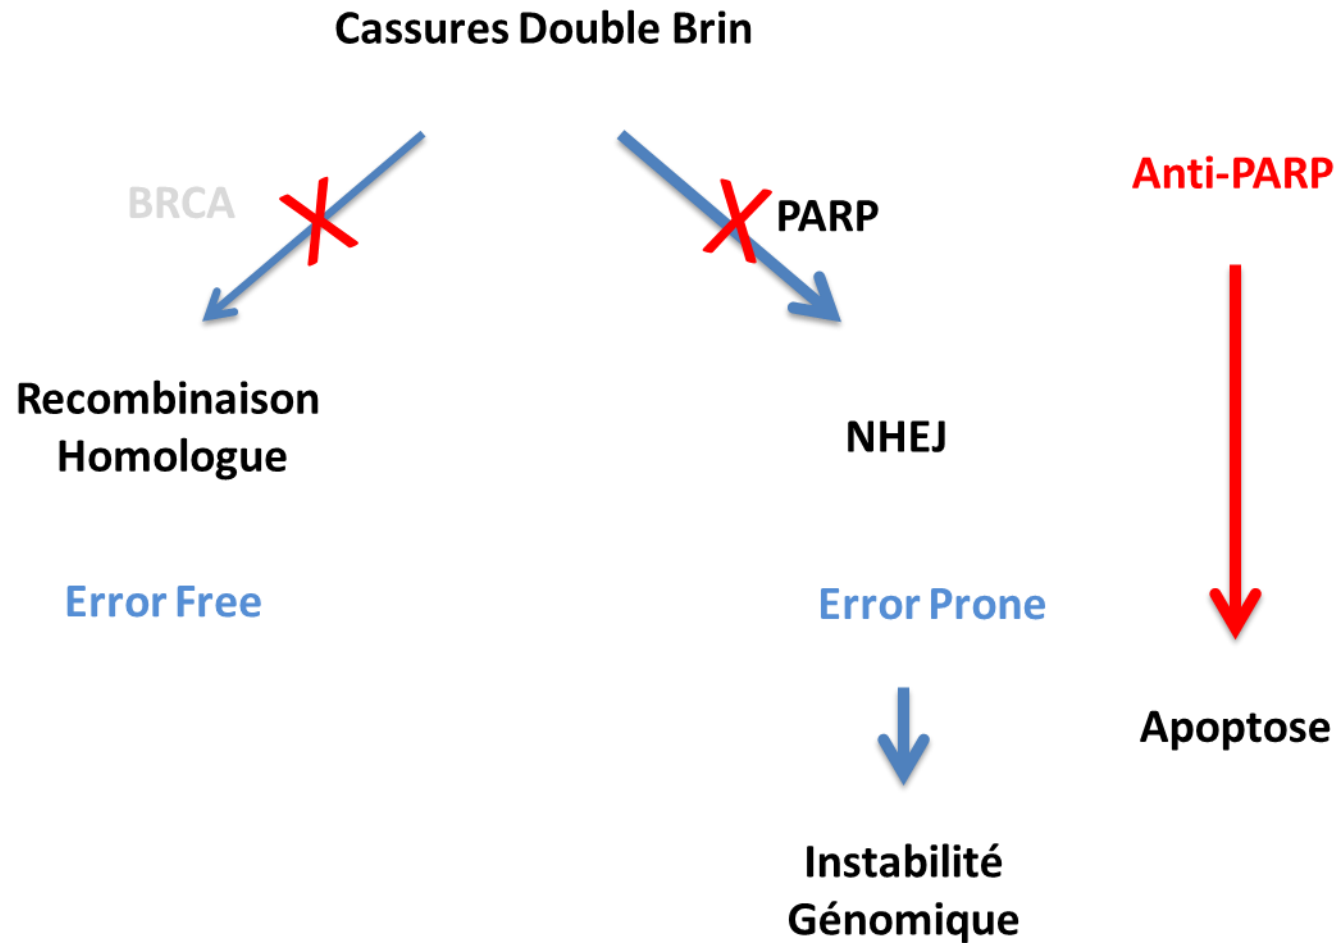 Cassures Double Brin
BRCA
PARP
Anti-PARP
Recombinaison
Homologue
NHEJ
Error Free
Error Prone
Apoptose
Instabilité
Génomique